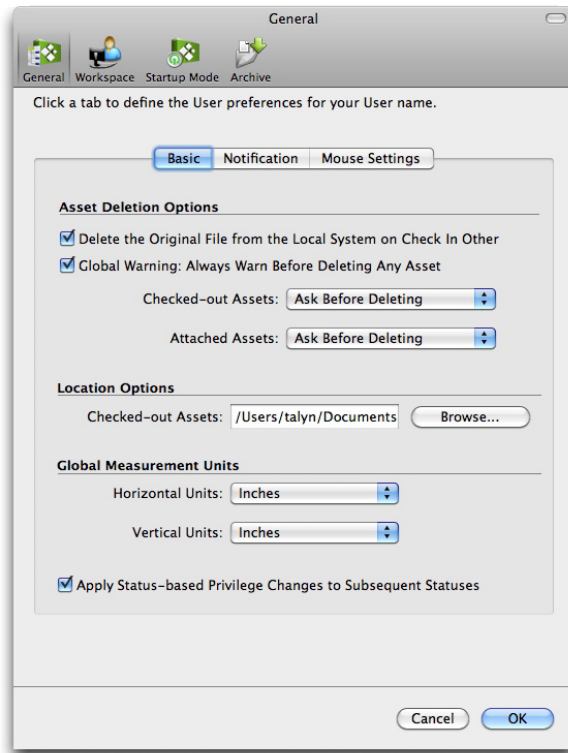 General
General Workspace Startup Mode Archive
Click a tab to define the User preferences for your User name.
Basic Notification Mouse Settings
Asset Deletion Options
Delete the Original File from the Local System on Check In Other
Global Warning: Always Warn Before Deleting Any Asset
Checked-out Assets: Ask Before Deleting
Attached Assets: Ask Before Deleting
Location Options
Checked-out Assets: /Users/talyn/Documents Browse...
Global Measurement Units
Horizontal Units: Inches
Vertical Units: Inches
Apply Status-based Privilege Changes to Subsequent Statuses
Cancel OK